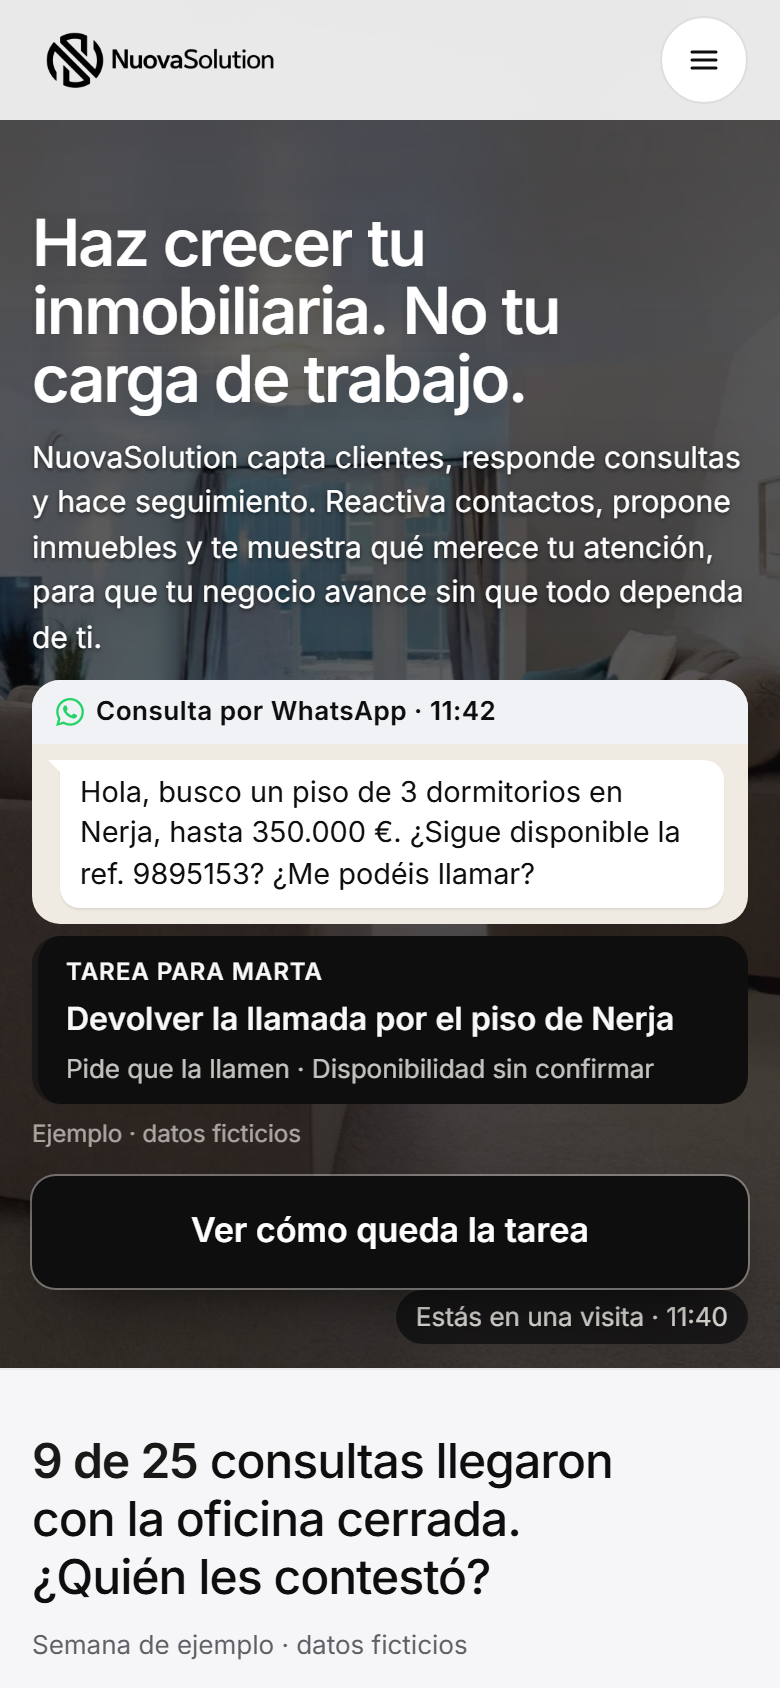 NuovaSolution
Haz crecer tu
inmobiliaria. No tu
carga de trabajo.
NuovaSolution capta clientes, responde consultas
y hace seguimiento. Reactiva contactos, propone
inmuebles y te muestra qué merece tu atención,
para que tu negocio avance sin que todo dependa
de ti.
Consulta por WhatsApp · 11:42
Hola, busco un piso de 3 dormitorios en
Nerja, hasta 350.000 €. ¿Sigue disponible la
ref. 9895153? ¿Me podéis llamar?
TAREA PARA MARTA
Devolver la llamada por el piso de Nerja
Pide que la llamen · Disponibilidad sin confirmar
Ejemplo · datos ficticios
Ver cómo queda la tarea
Estás en una visita · 11:40
9 de 25 consultas llegaron
con la oficina cerrada.
¿Quién les contestó?
Semana de ejemplo · datos ficticios